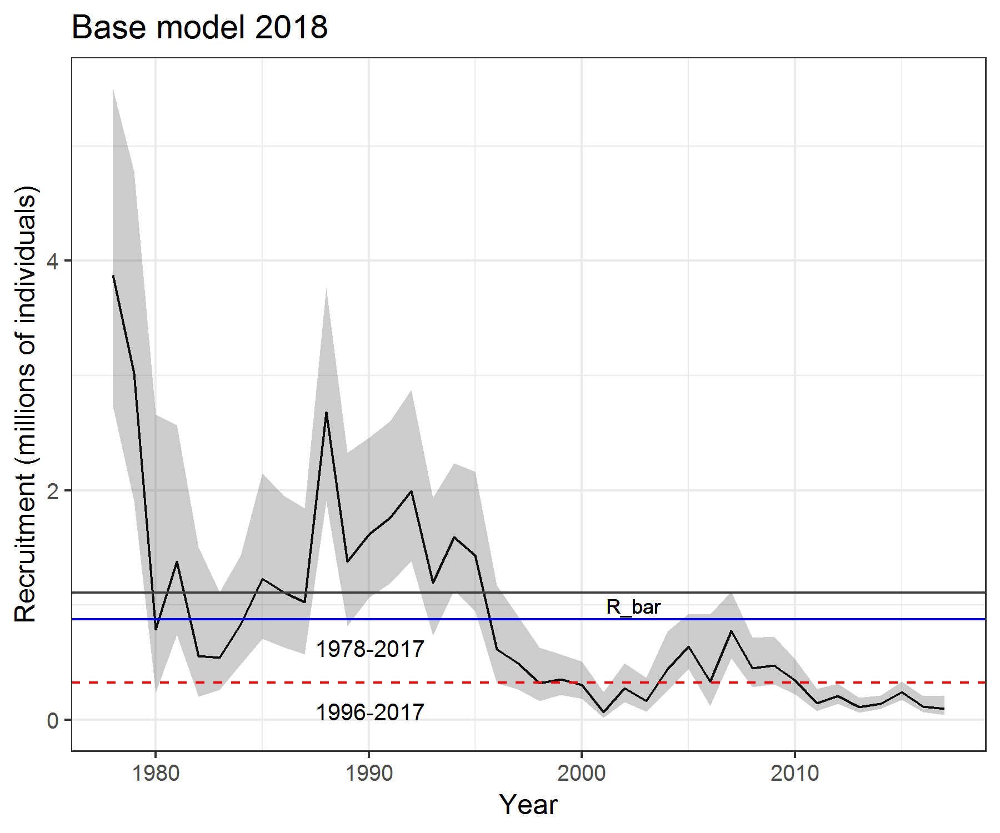 Base model 2018
Recruitment (millions of individuals)
4
2
0
R_bar
1978-2017
1996-2017
1980
1990
2000
2010
Year